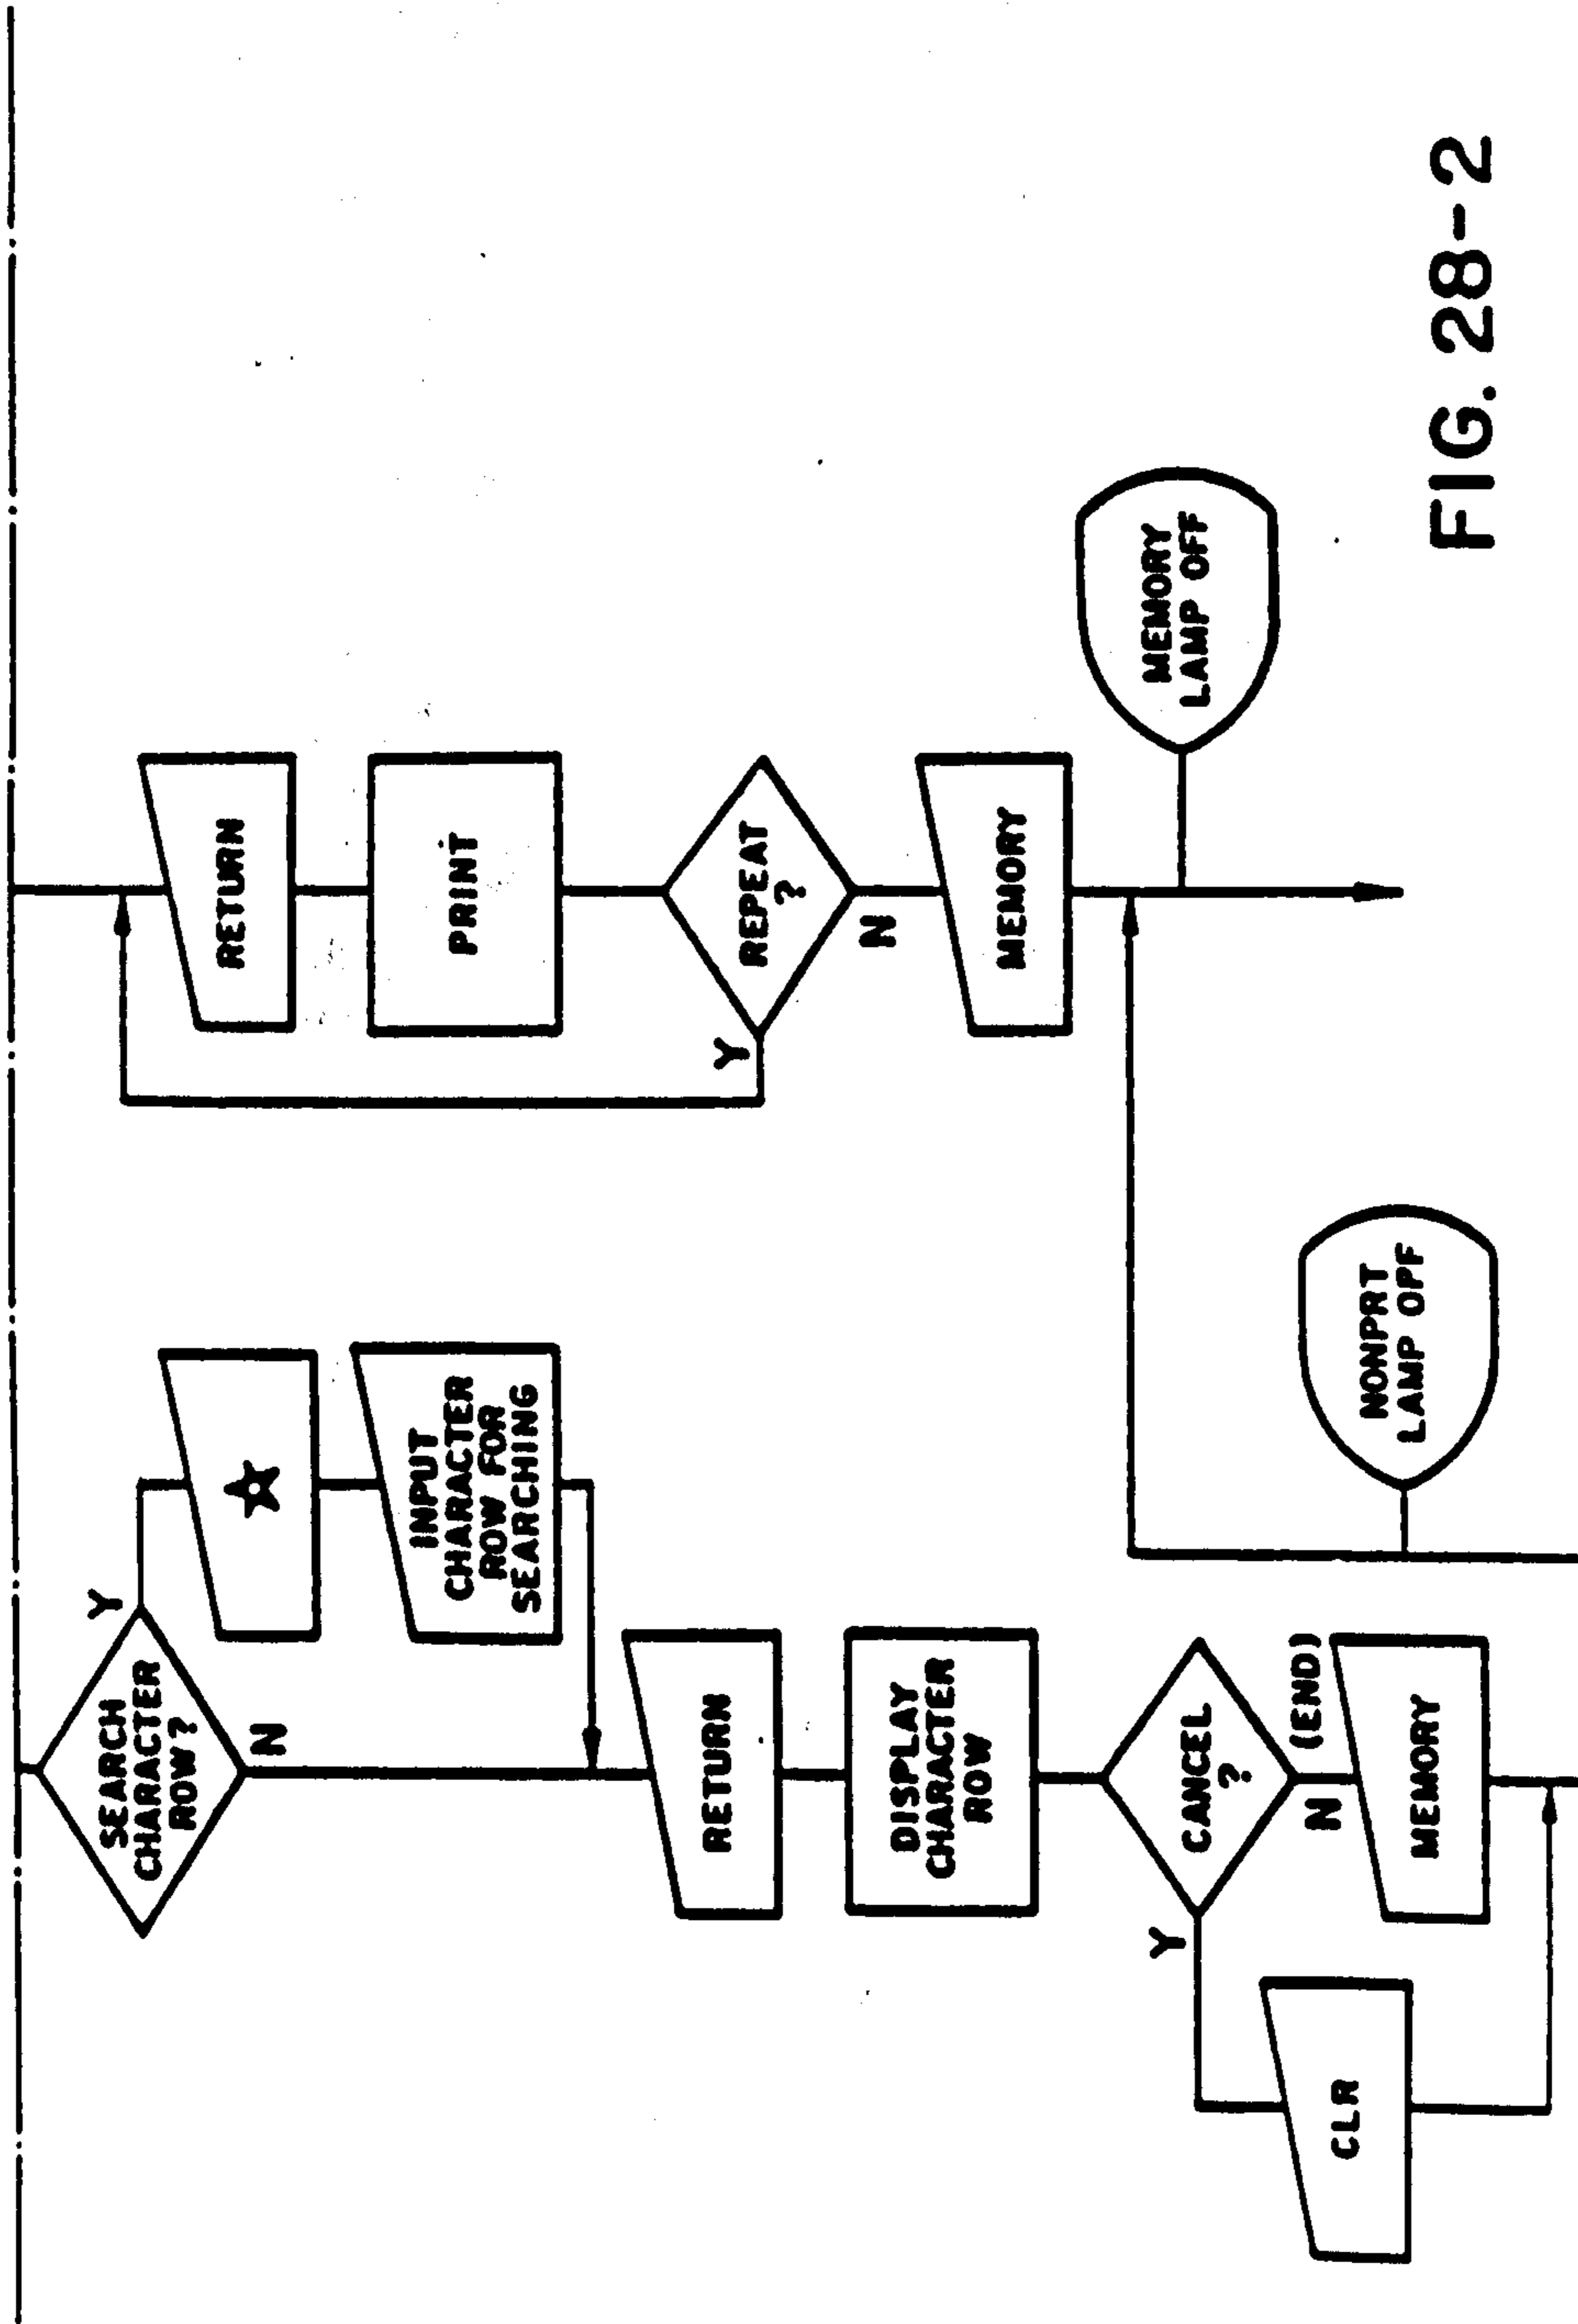 SEARCH
CHARACTER
ROW?
Y
N
☆
INPUT
CHARACTER
ROW FOR
SEARCHING
RETURN
DISPLAY
CHARACTER
ROW
CANCEL
?
Y
N
(END)
CLR
MEMORY
NONPRT
LAMP OPF
RETURN
PRINT
REPEAT
?
Y
N
MEMORY
MEMORY
LAMP OFF
FIG. 28-2